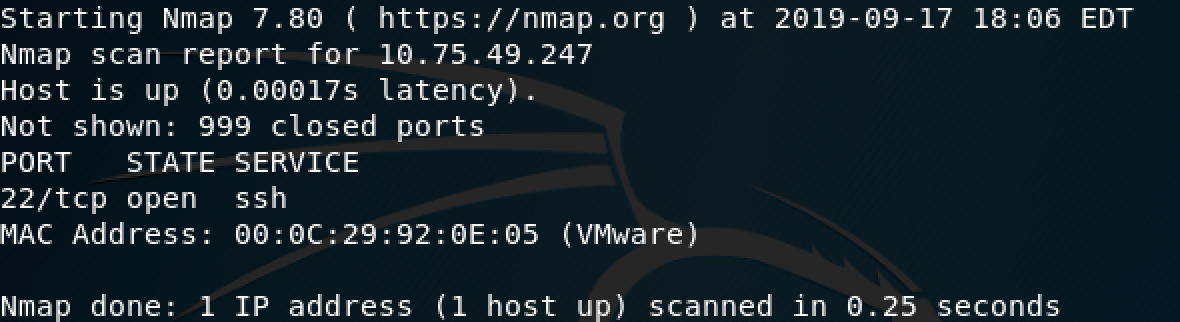 Starting Nmap 7.80 ( https://nmap.org ) at 2019-09-17 18:06 EDT
Nmap scan report for 10.75.49.247
Host is up (0.00017s latency).
Not shown: 999 closed ports
PORT   STATE SERVICE
22/tcp open  ssh
MAC Address: 00:0C:29:92:0E:05 (VMware)

Nmap done: 1 IP address (1 host up) scanned in 0.25 seconds